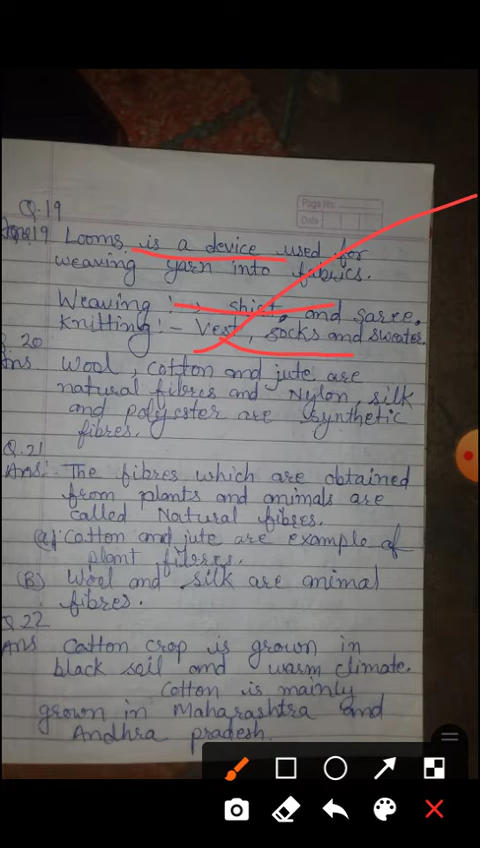 Page No.
Date
Q.19
Ans19 Looms is a device used for
weaving yarn into fabrics.
Weaving :-> shirt, and saree.
Knitting :- Vest, socks and sweater.
Q. 20
Ans. Wool, cotton and jute are
natural fibres and Nylon, silk
and polyester are synthetic
fibres.
Q.21
Ans. The fibres which are obtained
from plants and animals are
called Natural fibres.
(a) Cotton and jute are example of
plant fibres.
(B) Wool and silk are animal
fibres.
Q.22
Ans Cotton crop is grown in
black soil and warm climate.
Cotton is mainly
grown in Maharashtra and
Andhra pradesh.